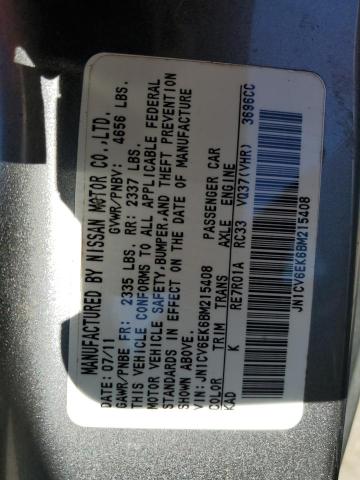 MANUFACTURED BY NISSAN MOTOR CO.,LTD.
DATE: 07/11 GVWR/PNBV: 4656 LBS.
GAWR/PNBE FR: 2335 LBS. RR: 2337 LBS.
THIS VEHICLE CONFORMS TO ALL APPLICABLE FEDERAL
MOTOR VEHICLE SAFETY,BUMPER,AND THEFT PREVENTION
STANDARDS IN EFFECT ON THE DATE OF MANUFACTURE
SHOWN ABOVE.
VIN: JN1CV6EK6BM215408 PASSENGER CAR
COLOR TRIM TRANS AXLE ENGINE
KAD K RE7R01A RC33 VQ37(VHR) 3696CC
JN1CV6EK6BM215408